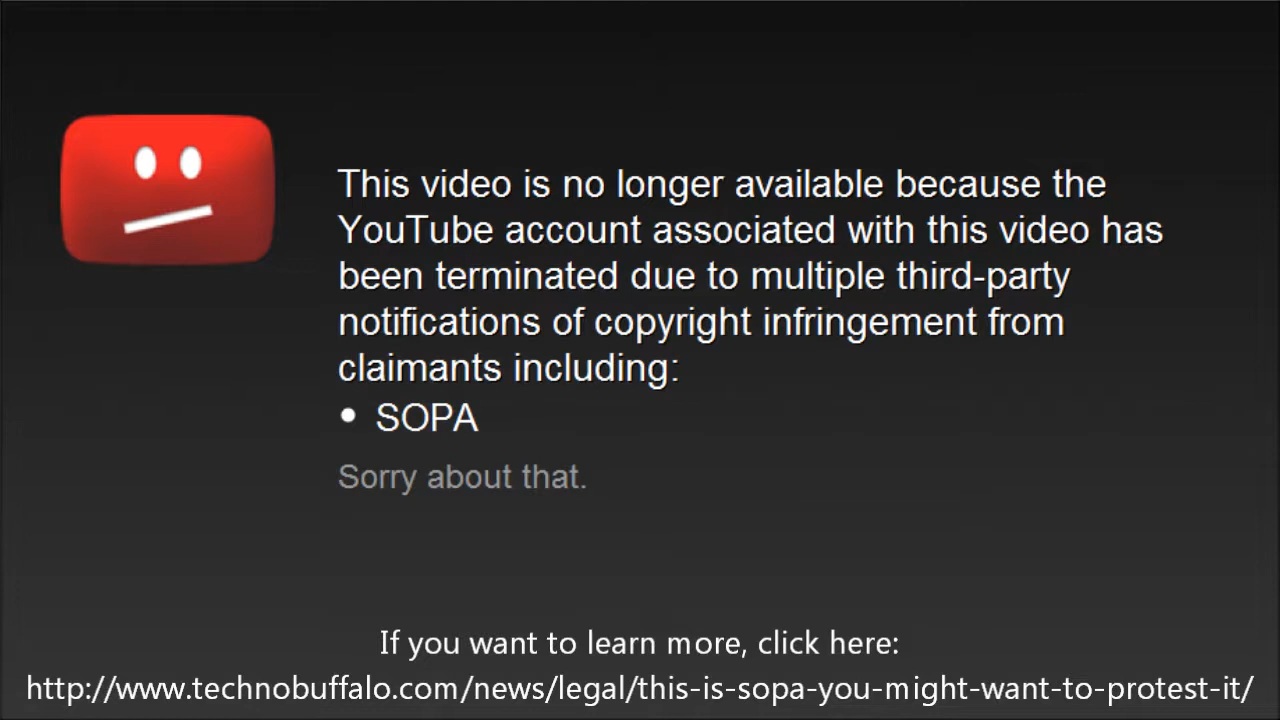 This video is no longer available because the
YouTube account associated with this video has
been terminated due to multiple third-party
notifications of copyright infringement from
claimants including:
• SOPA
Sorry about that.
If you want to learn more, click here:
http://www.technobuffalo.com/news/legal/this-is-sopa-you-might-want-to-protest-it/